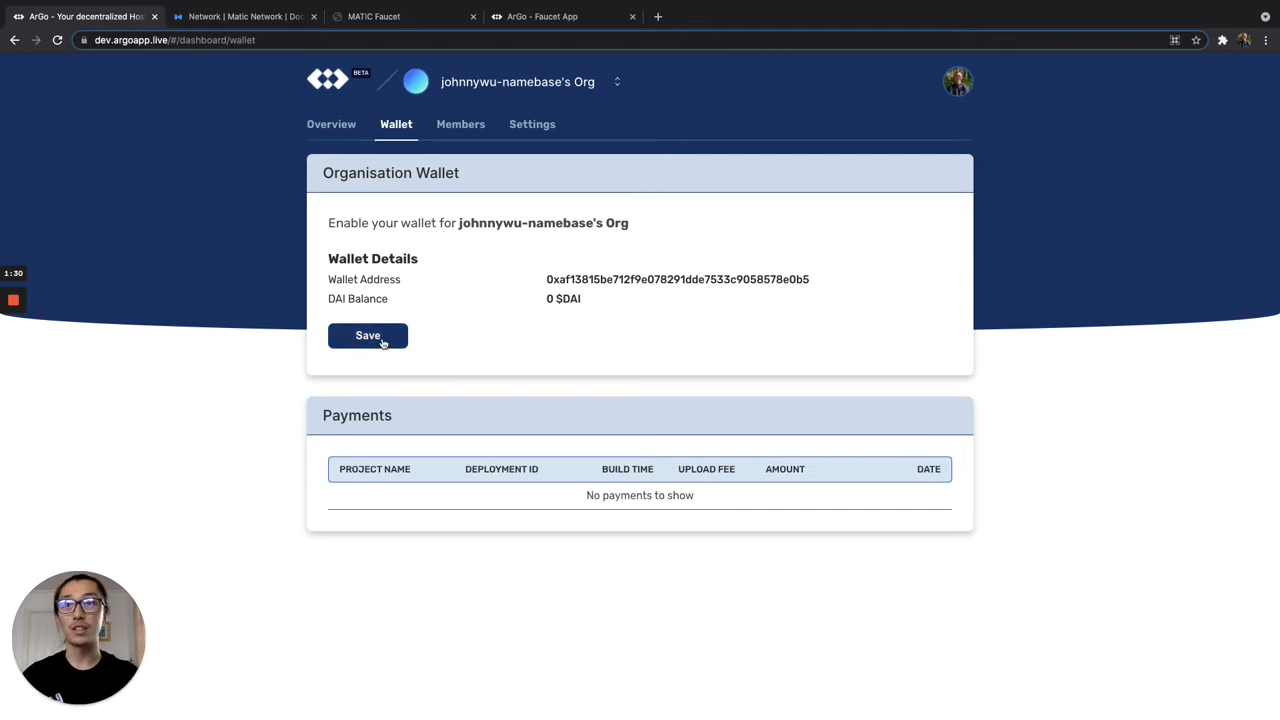 ArGo - Your decentralized Hos
Network | Matic Network | Doc
MATIC Faucet
ArGo - Faucet App
dev.argoapp.live/#/dashboard/wallet
BETA
johnnywu-namebase's Org
Overview
Wallet
Members
Settings
Organisation Wallet
Enable your wallet for johnnywu-namebase's Org
Wallet Details
Wallet Address 0xaf13815be712f9e078291dde7533c9058578e0b5
DAI Balance 0 $DAI
1:30
Save
Payments
PROJECT NAME DEPLOYMENT ID BUILD TIME UPLOAD FEE AMOUNT DATE
No payments to show